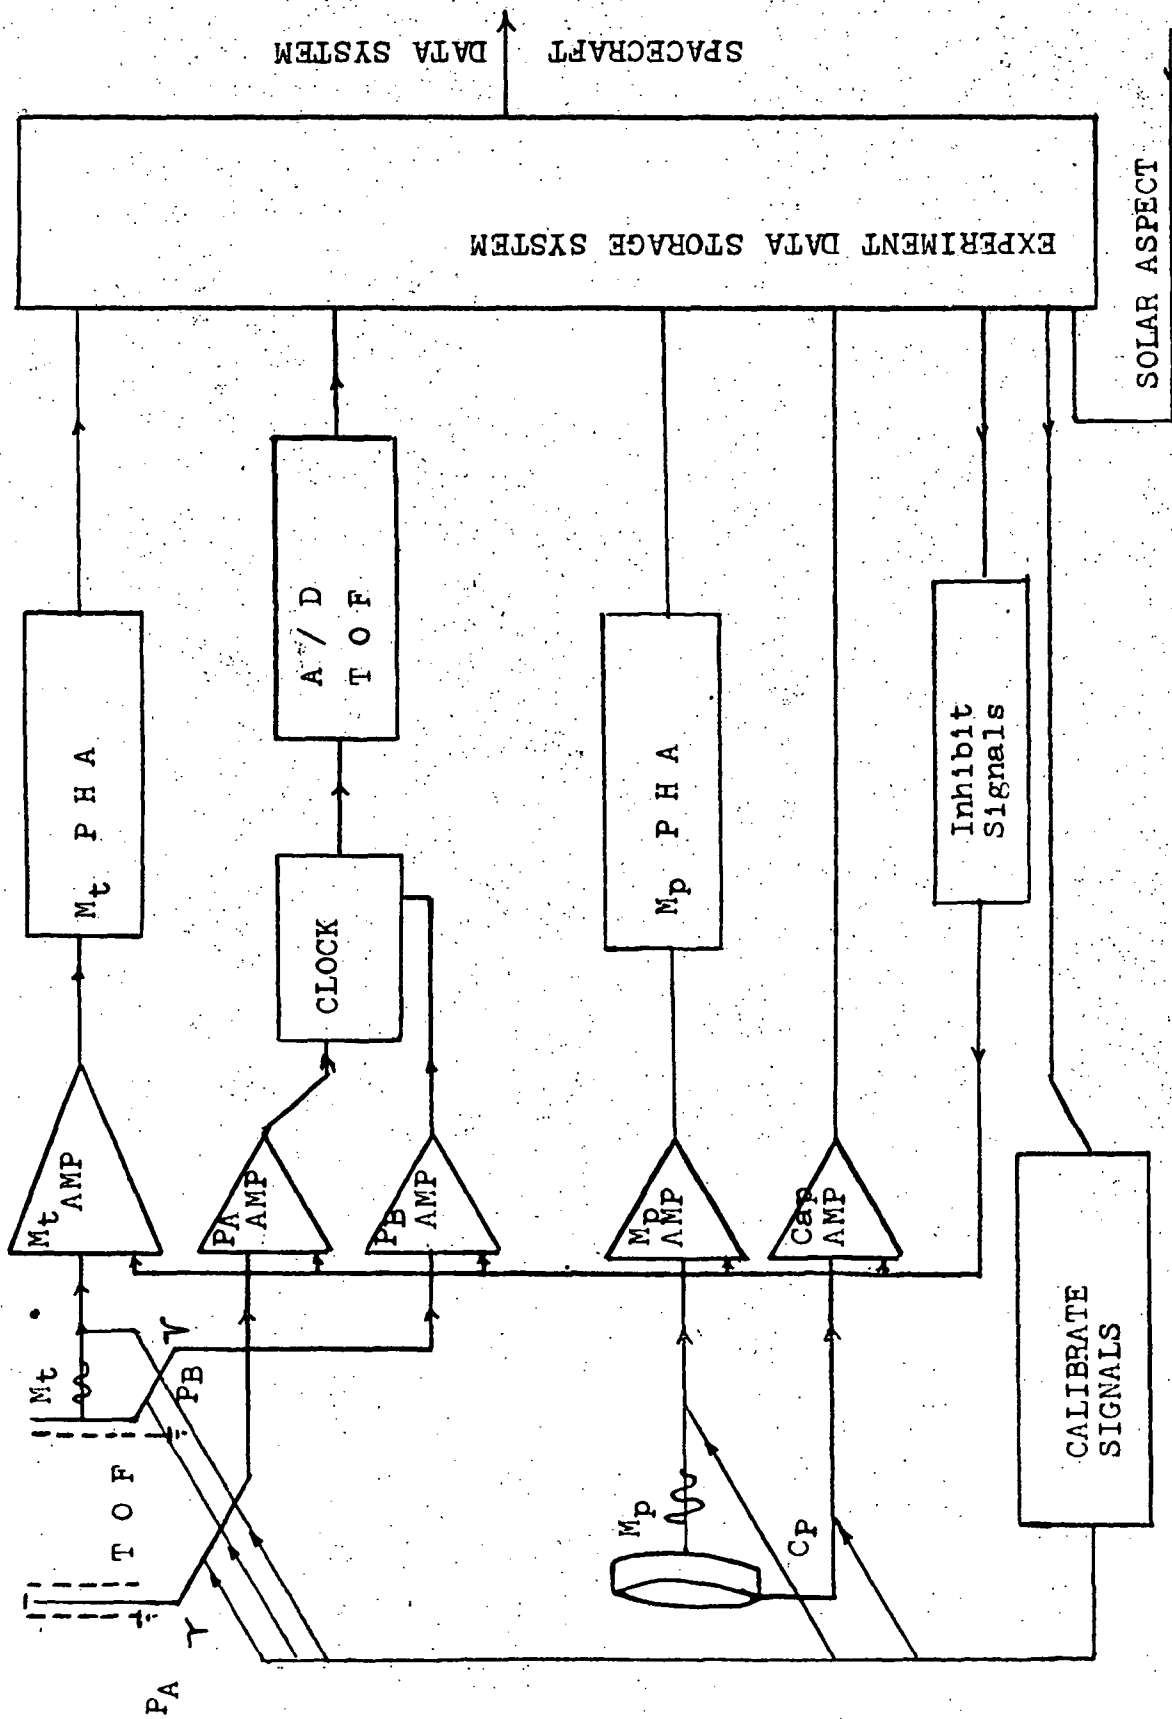 SPACECRAFT DATA SYSTEM
EXPERIMENT DATA STORAGE SYSTEM
SOLAR ASPECT
Mt PHA
A/D
TOF
CLOCK
Mp PHA
Inhibit
Signals
Mt
AMP
PA
AMP
PB
AMP
Mp
AMP
Cap
AMP
CALIBRATE
SIGNALS
Mt
PB
TOF
PA
Mp
CP